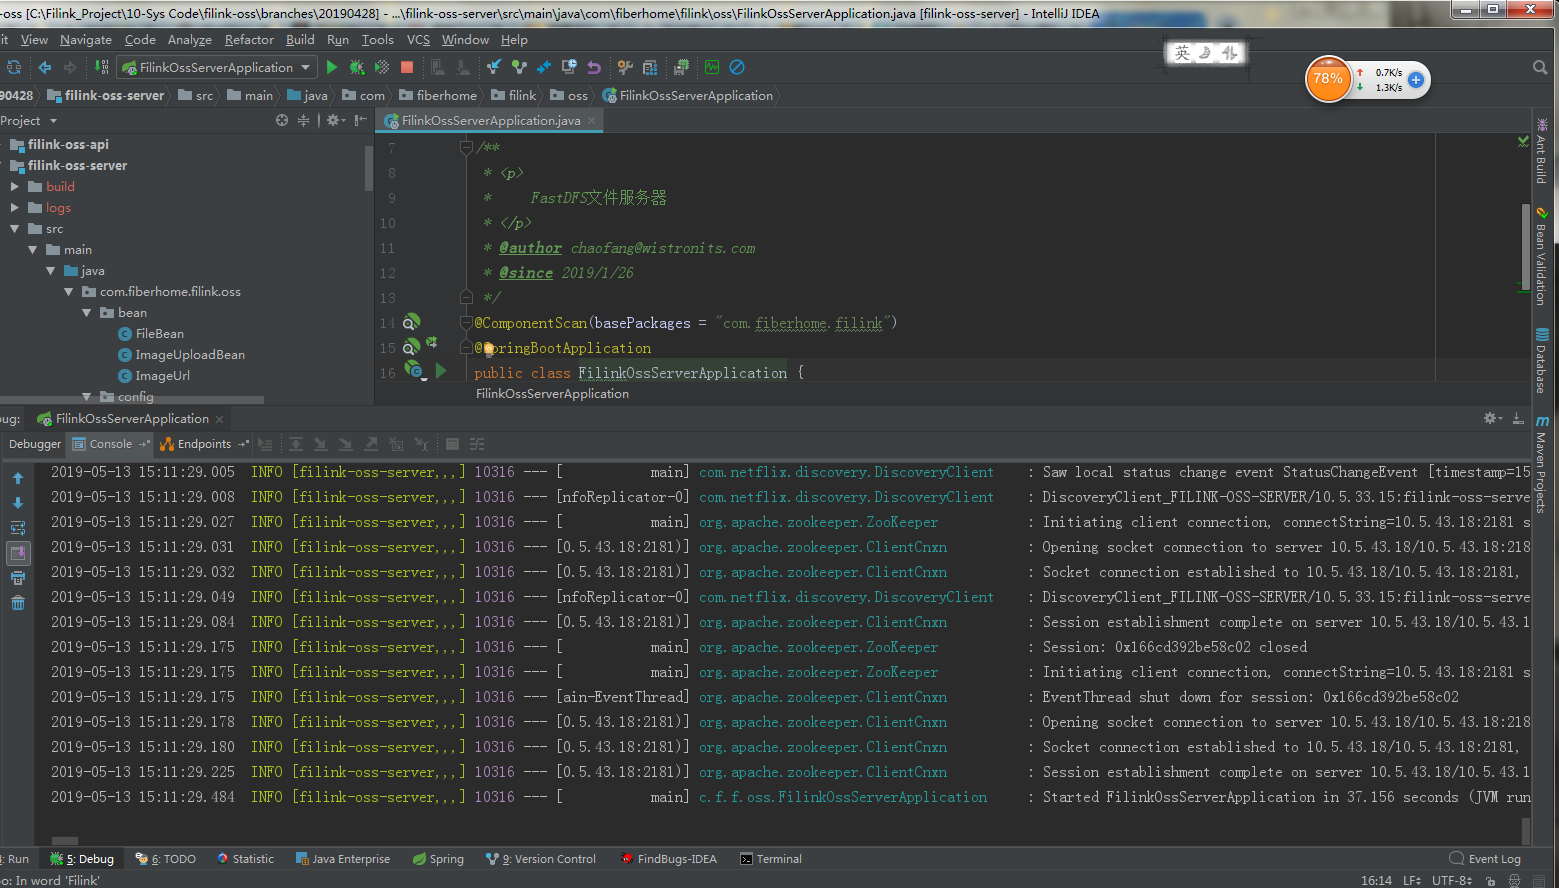 -oss [C:\Filink_Project\10-Sys Code\filink-oss\branches\20190428] - ...\filink-oss-server\src\main\java\com\fiberhome\filink\oss\FilinkOssServerApplication.java [filink-oss-server] - IntelliJ IDEA
it View Navigate Code Analyze Refactor Build Run Tools VCS Window Help
英
FilinkOssServerApplication
78% 0.7K/s
1.3K/s
90428 filink-oss-server src main java com fiberhome filink oss FilinkOssServerApplication
Project
FilinkOssServerApplication.java
filink-oss-api
filink-oss-server
build
logs
src
main
java
com.fiberhome.filink.oss
bean
FileBean
ImageUploadBean
ImageUrl
config
7 /**
8 * <p>
9 * FastDFS文件服务器
10 * </p>
11 * @author chaofang@wistronits.com
12 * @since 2019/1/26
13 */
14 @ComponentScan(basePackages = "com.fiberhome.filink")
15 @SpringBootApplication
16 public class FilinkOssServerApplication {
FilinkOssServerApplication
Ant Build
Bean Validation
Database
Maven Projects
ug: FilinkOssServerApplication
Debugger Console Endpoints
2019-05-13 15:11:29.005 INFO [filink-oss-server,,,] 10316 --- [ main] com.netflix.discovery.DiscoveryClient : Saw local status change event StatusChangeEvent [timestamp=15
2019-05-13 15:11:29.008 INFO [filink-oss-server,,,] 10316 --- [nfoReplicator-0] com.netflix.discovery.DiscoveryClient : DiscoveryClient_FILINK-OSS-SERVER/10.5.33.15:filink-oss-serve
2019-05-13 15:11:29.027 INFO [filink-oss-server,,,] 10316 --- [ main] org.apache.zookeeper.ZooKeeper : Initiating client connection, connectString=10.5.43.18:2181 s
2019-05-13 15:11:29.031 INFO [filink-oss-server,,,] 10316 --- [0.5.43.18:2181)] org.apache.zookeeper.ClientCnxn : Opening socket connection to server 10.5.43.18/10.5.43.18:218
2019-05-13 15:11:29.032 INFO [filink-oss-server,,,] 10316 --- [0.5.43.18:2181)] org.apache.zookeeper.ClientCnxn : Socket connection established to 10.5.43.18/10.5.43.18:2181,
2019-05-13 15:11:29.049 INFO [filink-oss-server,,,] 10316 --- [nfoReplicator-0] com.netflix.discovery.DiscoveryClient : DiscoveryClient_FILINK-OSS-SERVER/10.5.33.15:filink-oss-serve
2019-05-13 15:11:29.084 INFO [filink-oss-server,,,] 10316 --- [0.5.43.18:2181)] org.apache.zookeeper.ClientCnxn : Session establishment complete on server 10.5.43.18/10.5.43.1
2019-05-13 15:11:29.175 INFO [filink-oss-server,,,] 10316 --- [ main] org.apache.zookeeper.ZooKeeper : Session: 0x166cd392be58c02 closed
2019-05-13 15:11:29.175 INFO [filink-oss-server,,,] 10316 --- [ main] org.apache.zookeeper.ZooKeeper : Initiating client connection, connectString=10.5.43.18:2181 s
2019-05-13 15:11:29.175 INFO [filink-oss-server,,,] 10316 --- [ain-EventThread] org.apache.zookeeper.ClientCnxn : EventThread shut down for session: 0x166cd392be58c02
2019-05-13 15:11:29.178 INFO [filink-oss-server,,,] 10316 --- [0.5.43.18:2181)] org.apache.zookeeper.ClientCnxn : Opening socket connection to server 10.5.43.18/10.5.43.18:218
2019-05-13 15:11:29.180 INFO [filink-oss-server,,,] 10316 --- [0.5.43.18:2181)] org.apache.zookeeper.ClientCnxn : Socket connection established to 10.5.43.18/10.5.43.18:2181,
2019-05-13 15:11:29.225 INFO [filink-oss-server,,,] 10316 --- [0.5.43.18:2181)] org.apache.zookeeper.ClientCnxn : Session establishment complete on server 10.5.43.18/10.5.43.1
2019-05-13 15:11:29.484 INFO [filink-oss-server,,,] 10316 --- [ main] c.f.f.oss.FilinkOssServerApplication : Started FilinkOssServerApplication in 37.156 seconds (JVM run
: Run 5: Debug 6: TODO Statistic Java Enterprise Spring 9: Version Control FindBugs-IDEA Terminal Event Log
o: In word 'Filink' 16:14 LF UTF-8